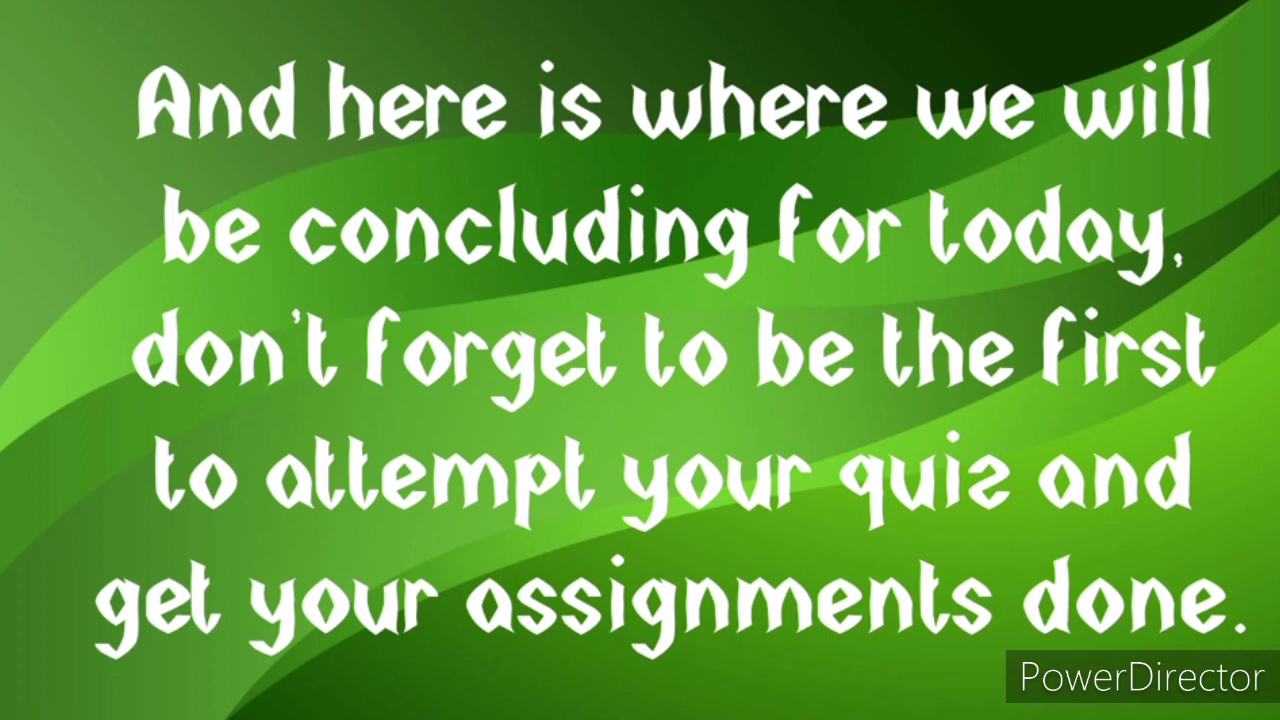 And here is where we will
be concluding for today,
don't forget to be the first
to attempt your quiz and
get your assignments done.
PowerDirector